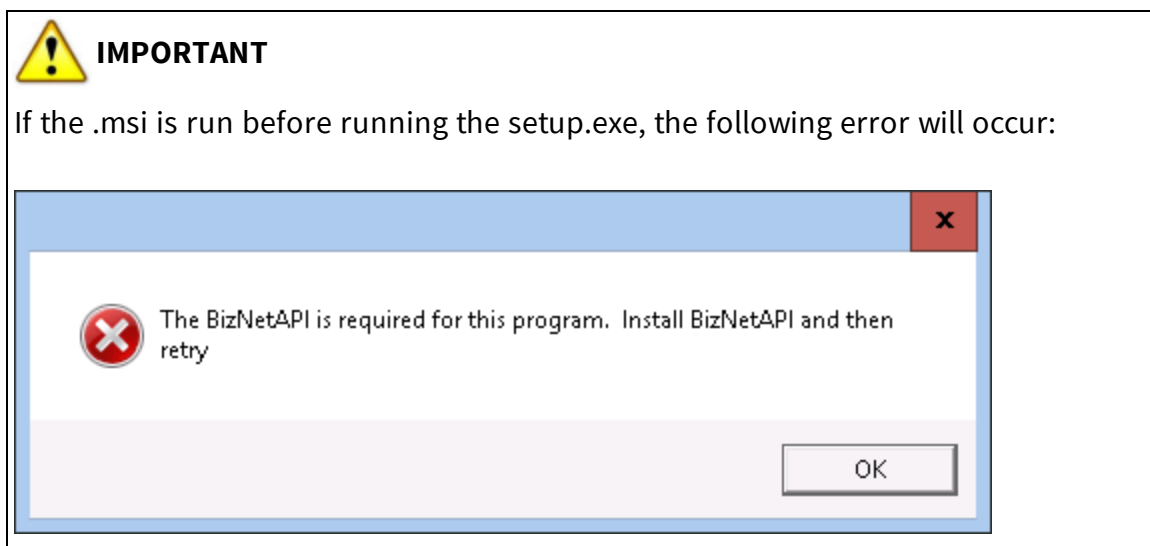 IMPORTANT
If the .msi is run before running the setup.exe, the following error will occur:
x
The BizNetAPI is required for this program.  Install BizNetAPI and then
retry
OK